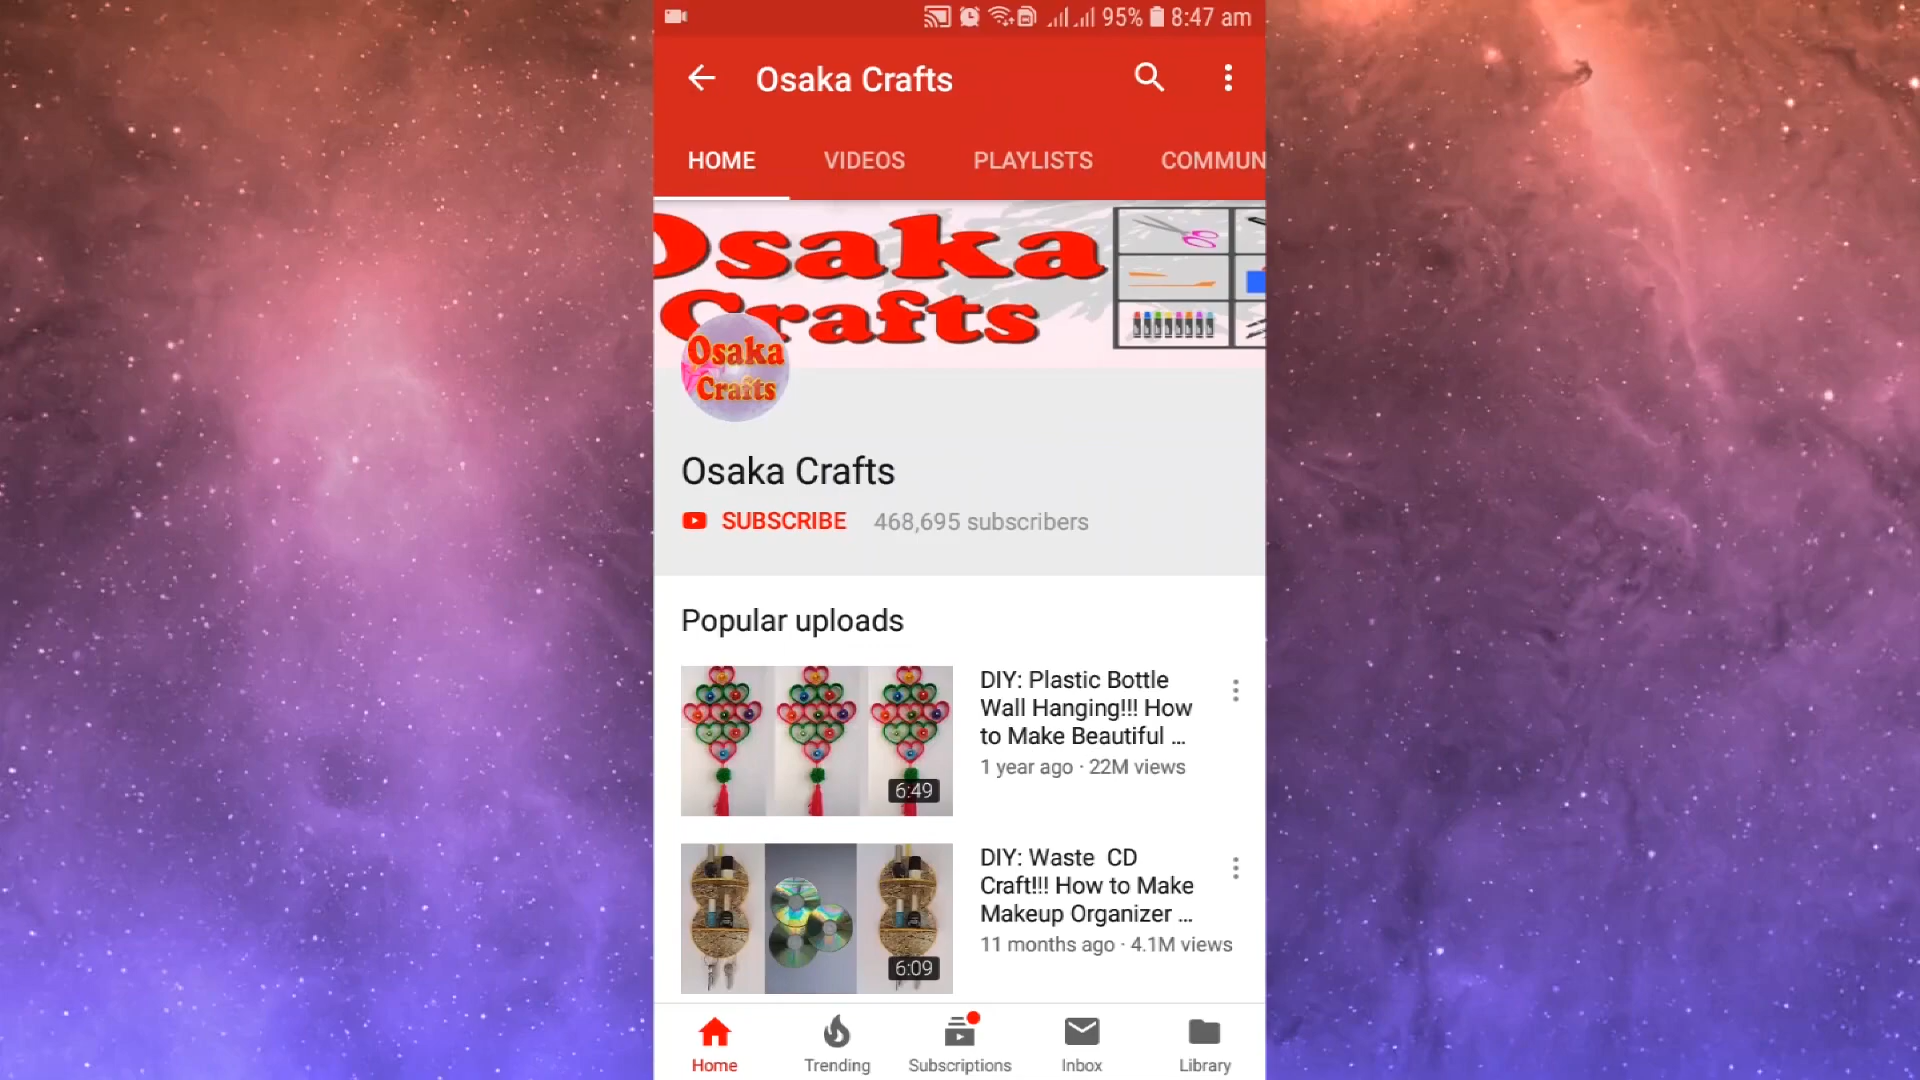 95% 8:47 am
Osaka Crafts
HOME VIDEOS PLAYLISTS COMMUN
Osaka
Crafts
Osaka
Crafts
Osaka Crafts
SUBSCRIBE 468,695 subscribers
Popular uploads
DIY: Plastic Bottle
Wall Hanging!!! How
to Make Beautiful ...
1 year ago · 22M views
6:49
DIY: Waste CD
Craft!!! How to Make
Makeup Organizer ...
11 months ago · 4.1M views
6:09
Home Trending Subscriptions Inbox Library